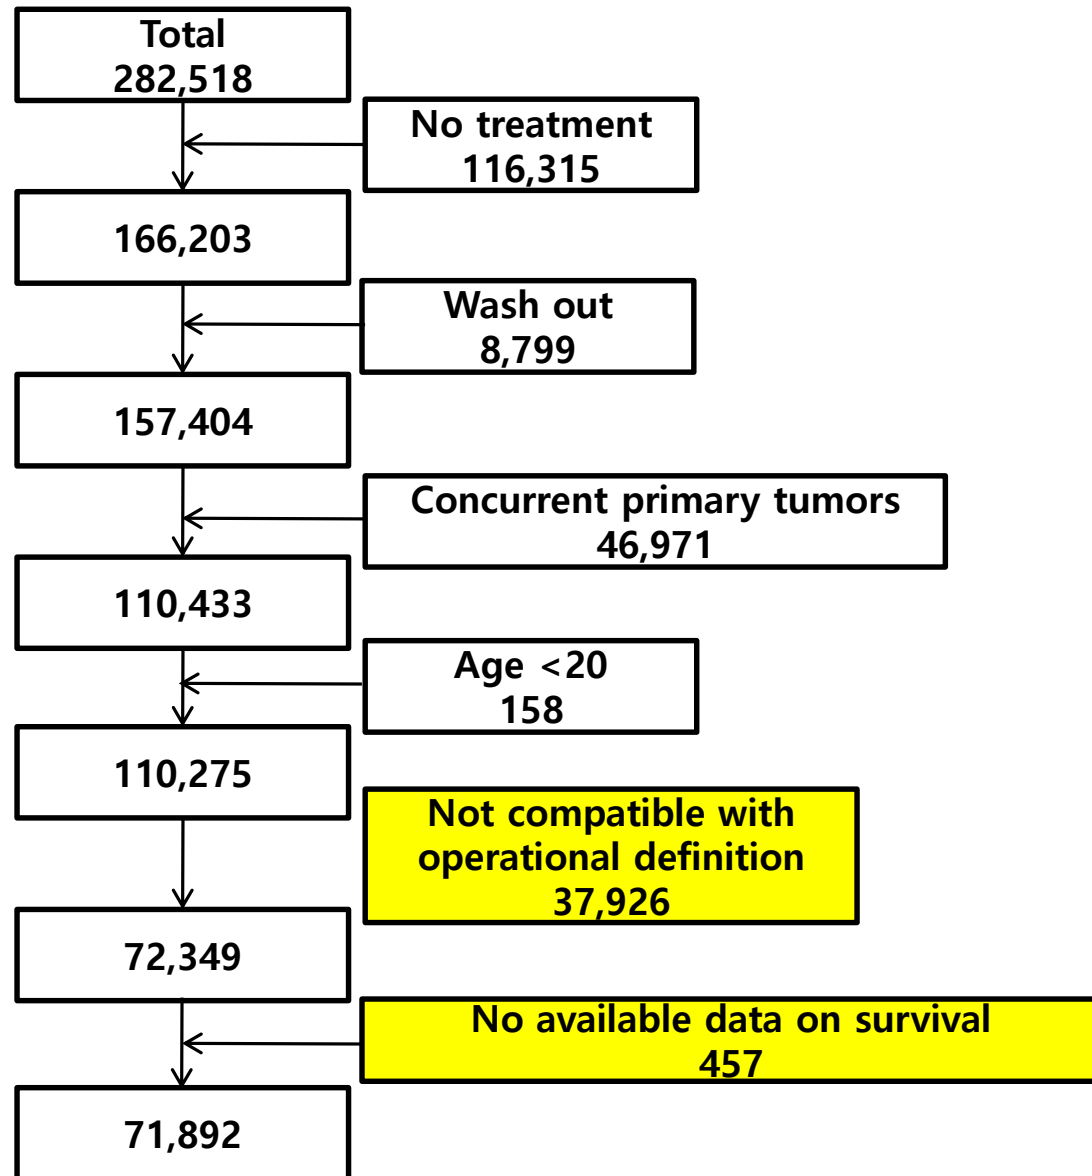 Total
282,518
No treatment
116,315
166,203
Wash out
8,799
157,404
Concurrent primary tumors
46,971
110,433
Age <20
158
110,275
Not compatible with
operational definition
37,926
72,349
No available data on survival
457
71,892